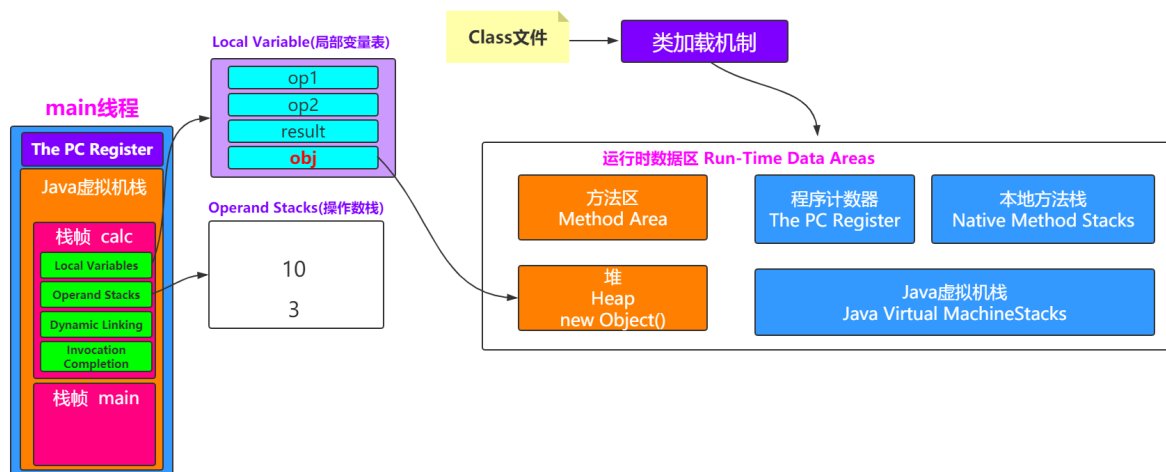 Class文件
类加载机制
Local Variable(局部变量表)
op1
op2
result
obj
main线程
The PC Register
Java虚拟机栈
栈帧 calc
Local Variables
Operand Stacks
Dynamic Linking
Invocation
Completion
栈帧 main
Operand Stacks(操作数栈)
10
3
运行时数据区 Run-Time Data Areas
方法区
Method Area
程序计数器
The PC Register
本地方法栈
Native Method Stacks
堆
Heap
new Object()
Java虚拟机栈
Java Virtual MachineStacks